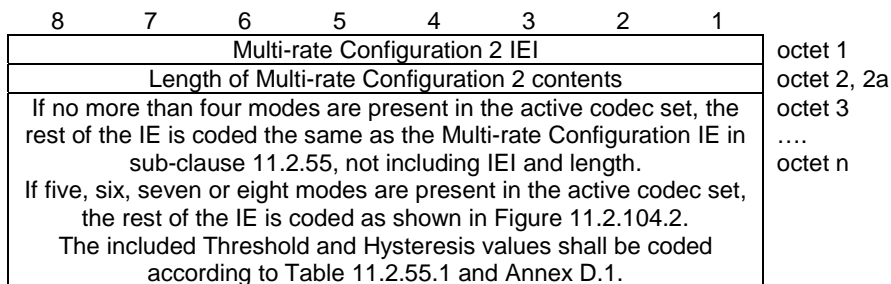 8 7 6 5 4 3 2 1
Multi-rate Configuration 2 IEI octet 1
Length of Multi-rate Configuration 2 contents octet 2, 2a
If no more than four modes are present in the active codec set, the octet 3
rest of the IE is coded the same as the Multi-rate Configuration IE in ….
sub-clause 11.2.55, not including IEI and length. octet n
If five, six, seven or eight modes are present in the active codec set,
the rest of the IE is coded as shown in Figure 11.2.104.2.
The included Threshold and Hysteresis values shall be coded
according to Table 11.2.55.1 and Annex D.1.